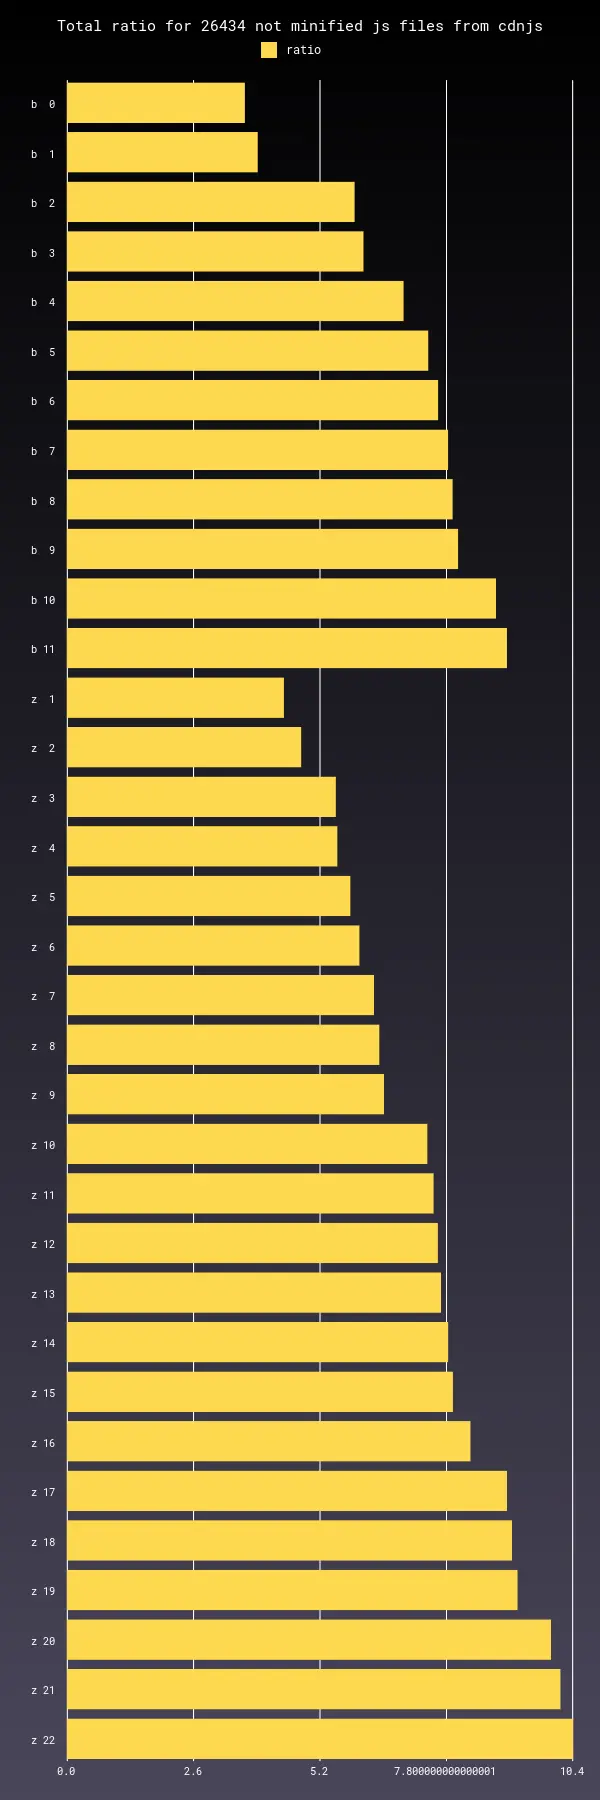 Total ratio for 26434 not minified js files from cdnjs
ratio
b 0
b 1
b 2
b 3
b 4
b 5
b 6
b 7
b 8
b 9
b 10
b 11
z 1
z 2
z 3
z 4
z 5
z 6
z 7
z 8
z 9
z 10
z 11
z 12
z 13
z 14
z 15
z 16
z 17
z 18
z 19
z 20
z 21
z 22
0.0 2.6 5.2 7.800000000000001 10.4